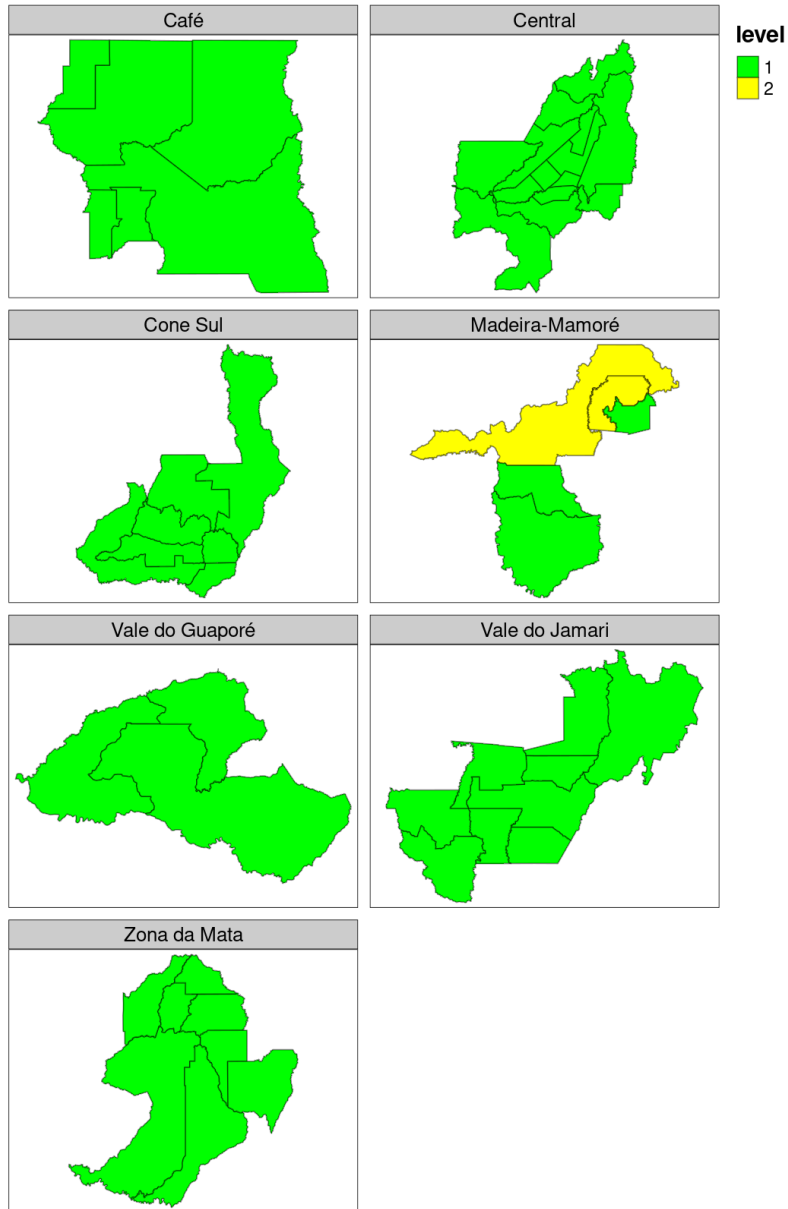 Café
Central
level
1
2
Cone Sul
Madeira-Mamoré
Vale do Guaporé
Vale do Jamari
Zona da Mata